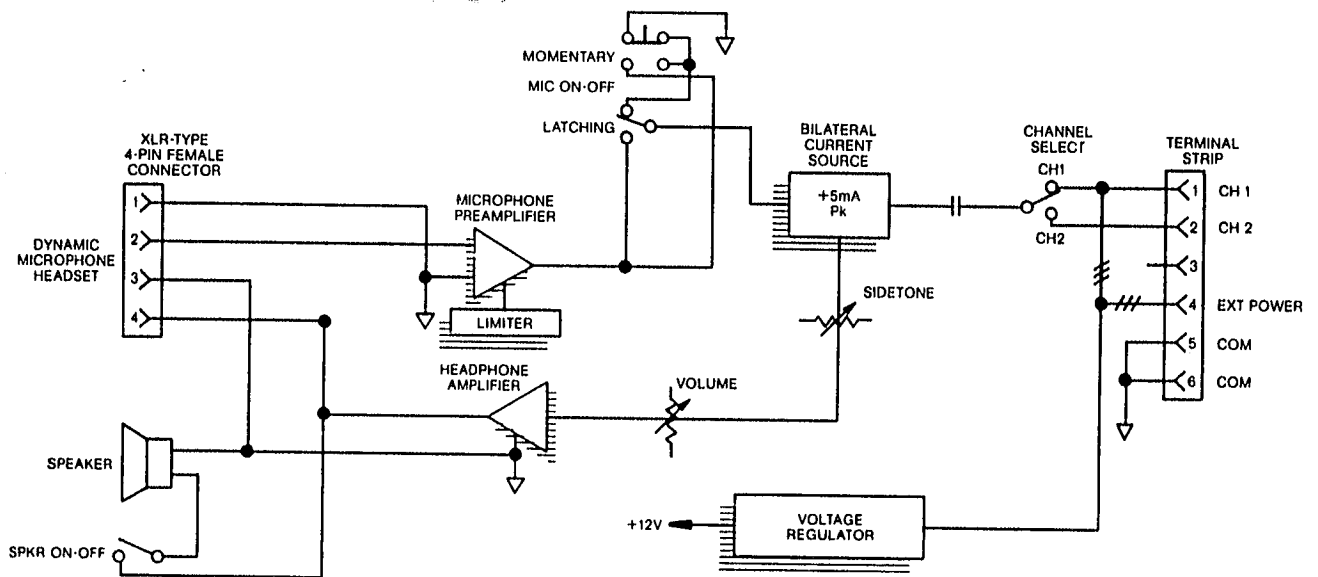 MOMENTARY
MIC ON-OFF
LATCHING
XLR-TYPE
4-PIN FEMALE
CONNECTOR
1
2
3
4
DYNAMIC
MICROPHONE
HEADSET
MICROPHONE
PREAMPLIFIER
LIMITER
BILATERAL
CURRENT
SOURCE
+5mA
Pk
CHANNEL
SELECT
CH1
CH2
TERMINAL
STRIP
1 CH 1
2 CH 2
3
4 EXT POWER
5 COM
6 COM
SIDETONE
HEADPHONE
AMPLIFIER
VOLUME
SPEAKER
SPKR ON-OFF
+12V
VOLTAGE
REGULATOR